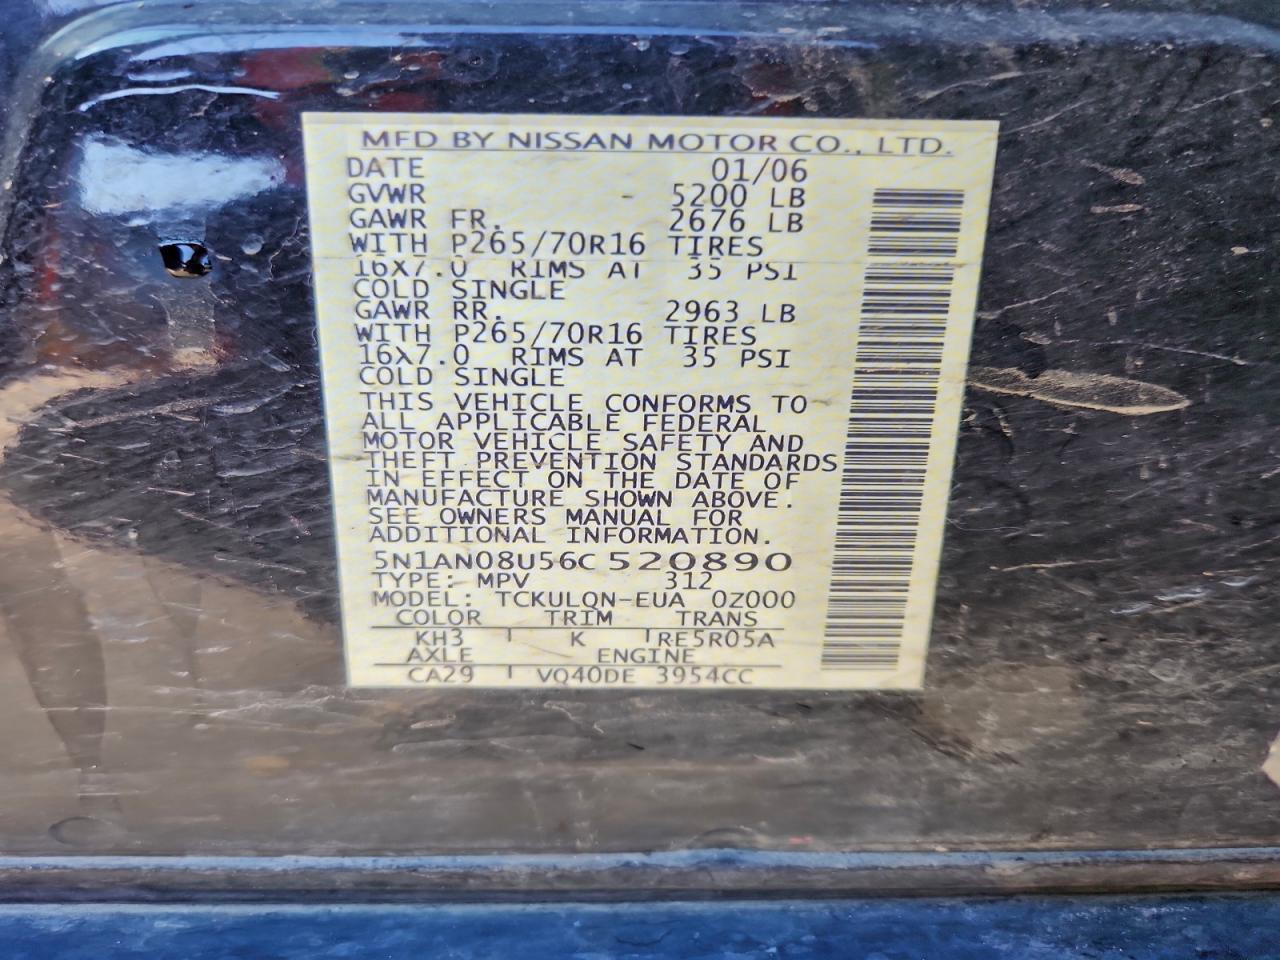 MFD BY NISSAN MOTOR CO., LTD.
DATE 01/06
GVWR 5200 LB
GAWR FR. 2676 LB
WITH P265/70R16 TIRES
16X7.0 RIMS AT 35 PSI
COLD SINGLE
GAWR RR. 2963 LB
WITH P265/70R16 TIRES
16X7.0 RIMS AT 35 PSI
COLD SINGLE
THIS VEHICLE CONFORMS TO
ALL APPLICABLE FEDERAL
MOTOR VEHICLE SAFETY AND
THEFT PREVENTION STANDARDS
IN EFFECT ON THE DATE OF
MANUFACTURE SHOWN ABOVE.
SEE OWNERS MANUAL FOR
ADDITIONAL INFORMATION.
5N1AN08U56C520890
TYPE: MPV 312
MODEL: TCKULQN-EUA 0Z000
COLOR TRIM TRANS
KH3 K RE5R05A
AXLE ENGINE
CA29 VQ40DE 3954CC